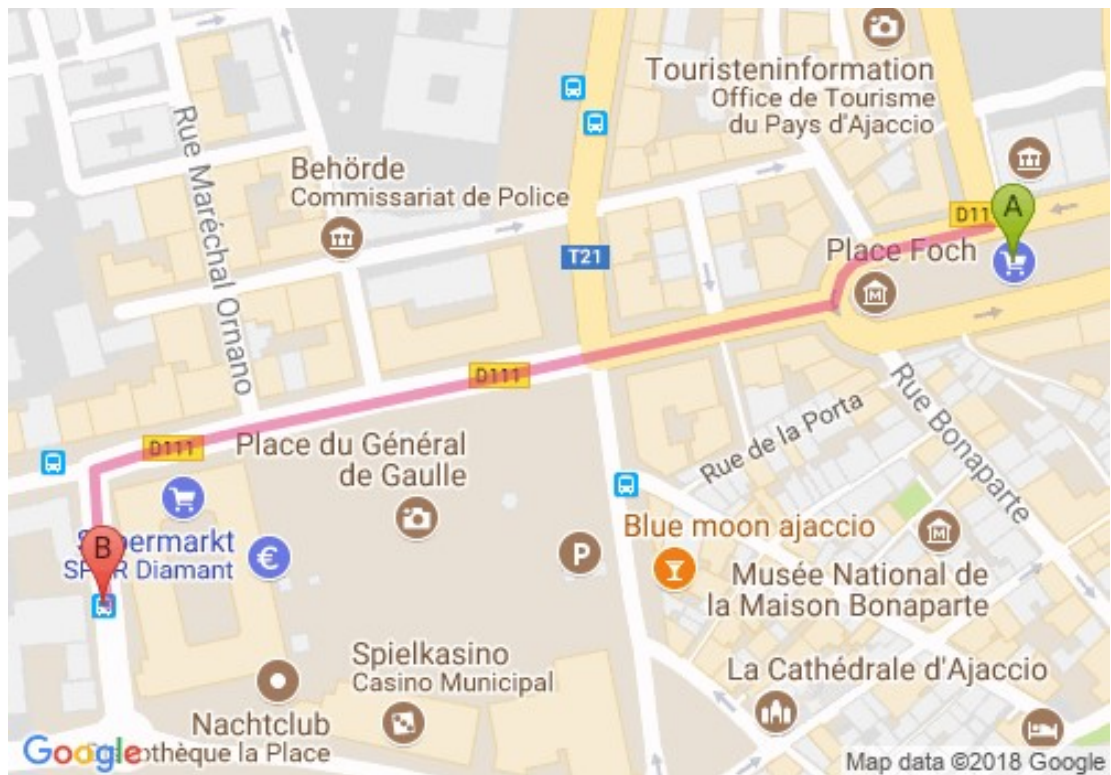 Touristeninformation
Office de Tourisme
du Pays d'Ajaccio
Rue Maréchal Ornano
Behörde
Commissariat de Police
D11
A
Place Foch
T21
D111
Rue Bonaparte
D111
Place du Général
de Gaulle
Rue de la Porta
B
SPAR Diamant
€
P
Blue moon ajaccio
Musée National de
la Maison Bonaparte
Spielkasino
Casino Municipal
La Cathédrale d'Ajaccio
Nachtclub
la Place
Google
Map data ©2018 Google